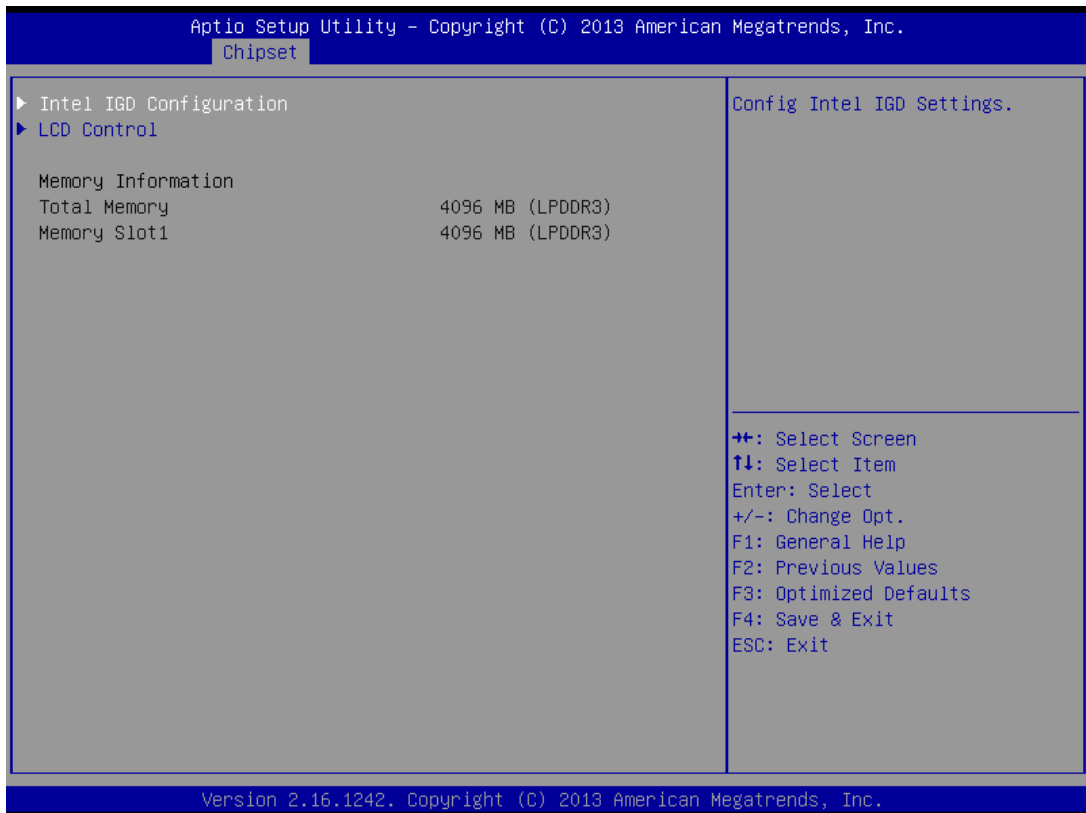 Aptio Setup Utility – Copyright (C) 2013 American Megatrends, Inc.
Chipset
▶ Intel IGD Configuration
▶ LCD Control
Memory Information
Total Memory 4096 MB (LPDDR3)
Memory Slot1 4096 MB (LPDDR3)
Config Intel IGD Settings.
→←: Select Screen
↑↓: Select Item
Enter: Select
+/-: Change Opt.
F1: General Help
F2: Previous Values
F3: Optimized Defaults
F4: Save & Exit
ESC: Exit
Version 2.16.1242. Copyright (C) 2013 American Megatrends, Inc.